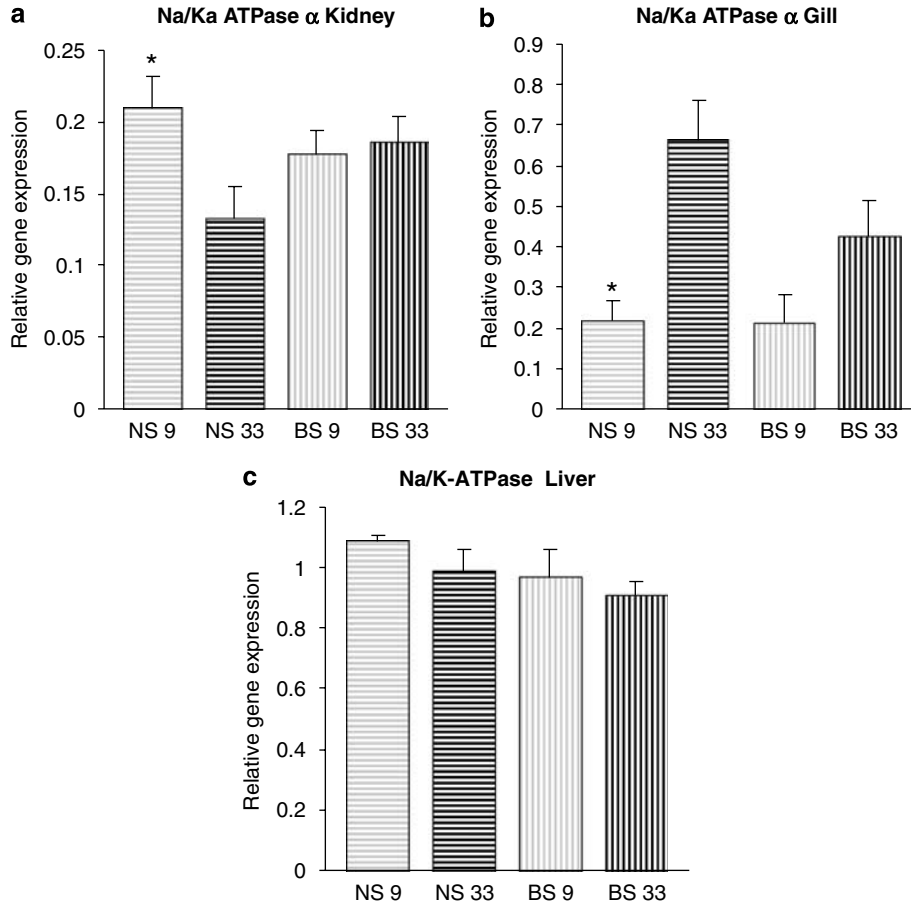 a
Na/Ka ATPase α Kidney
Relative gene expression
0.25
0.2
0.15
0.1
0.05
0
*
NS 9 NS 33 BS 9 BS 33
b
Na/Ka ATPase α Gill
Relative gene expression
0.9
0.8
0.7
0.6
0.5
0.4
0.3
0.2
0.1
0
*
NS 9 NS 33 BS 9 BS 33
c
Na/K-ATPase Liver
Relative gene expression
1.2
1
0.8
0.6
0.4
0.2
0
NS 9 NS 33 BS 9 BS 33